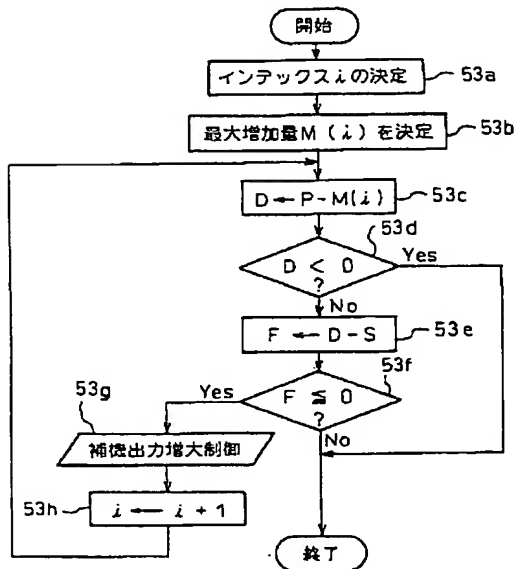 開始
インデックスiの決定
53a
最大増加量M(i)を決定
53b
D←P-M(i)
53c
53d
D < 0
?
Yes
No
F ← D-S
53e
53f
F ≦ 0
?
Yes
No
53g
補機出力増大制御
53h
i ← i + 1
終了